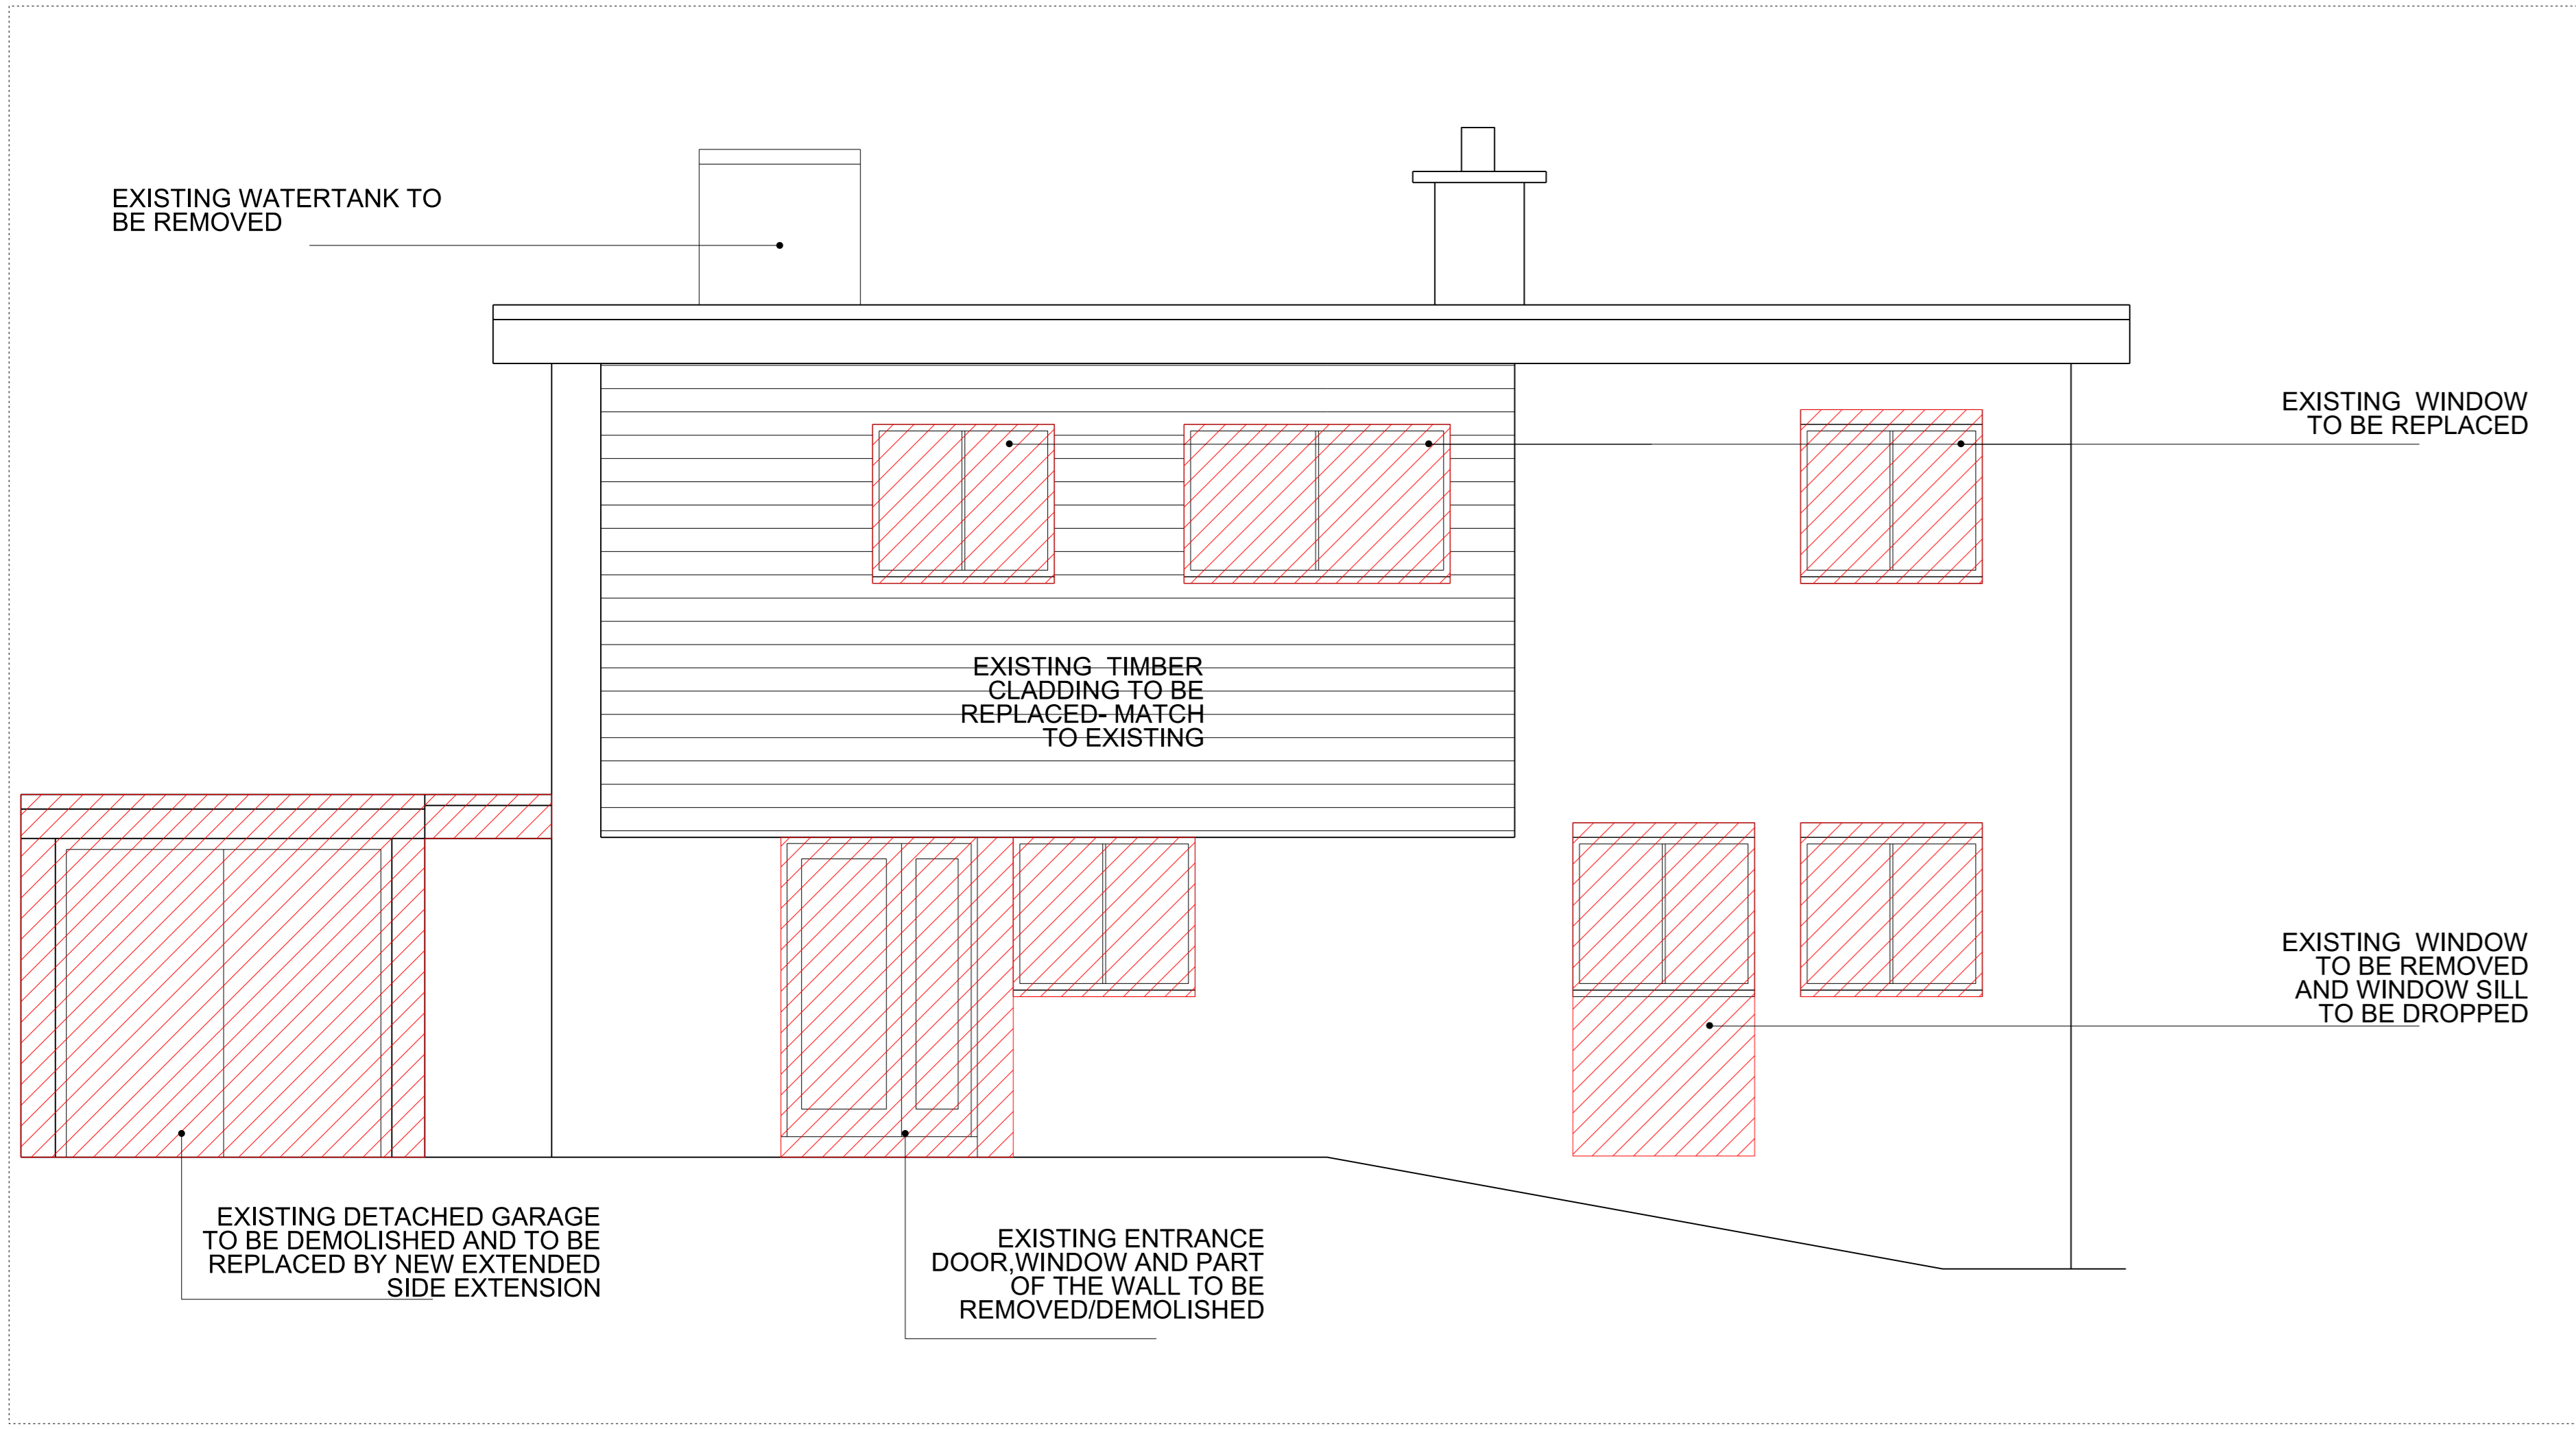 EXISTING WATERTANK TO
BE REMOVED
EXISTING WINDOW
TO BE REPLACED
EXISTING TIMBER
CLADDING TO BE
REPLACED- MATCH
TO EXISTING
EXISTING WINDOW
TO BE REMOVED
AND WINDOW SILL
TO BE DROPPED
EXISTING DETACHED GARAGE
TO BE DEMOLISHED AND TO BE
REPLACED BY NEW EXTENDED
SIDE EXTENSION
EXISTING ENTRANCE
DOOR,WINDOW AND PART
OF THE WALL TO BE
REMOVED/DEMOLISHED